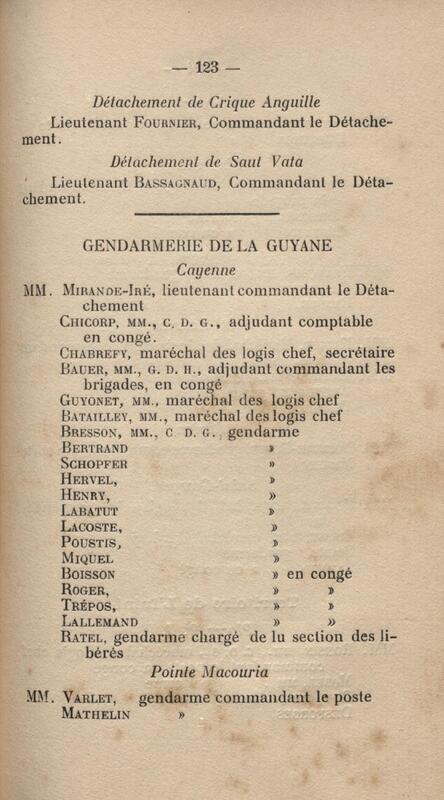 — 123 —
Détachement de Crique Anguille
Lieutenant FOURNIER, Commandant le Détache-
ment.
Détachement de Saut Vata
Lieutenant BASSAGNAUD, Commandant le Déta-
chement.
GENDARMERIE DE LA GUYANE
Cayenne
MM. MIRANDE-IRÉ, lieutenant commandant le Déta-
chement
CHICORP, MM., C. D. G., adjudant comptable
en congé.
CHABREFY, maréchal des logis chef, secrétaire
BAUER, MM., G. D. H., adjudant commandant les
brigades, en congé
GUYONET, MM., maréchal des logis chef
BATAILLEY, MM., maréchal des logis chef
BRESSON, MM., C D. G., gendarme
BERTRAND »
SCHOPFER »
HERVEL, »
HENRY, »
LABATUT »
LACOSTE, »
POUSTIS, »
MIQUEL »
BOISSON » en congé
ROGER, » »
TRÉPOS, » »
LALLEMAND » »
RATEL, gendarme chargé de lu section des li-
bérés
Pointe Macouria
MM. VARLET, gendarme commandant le poste
MATHELIN »